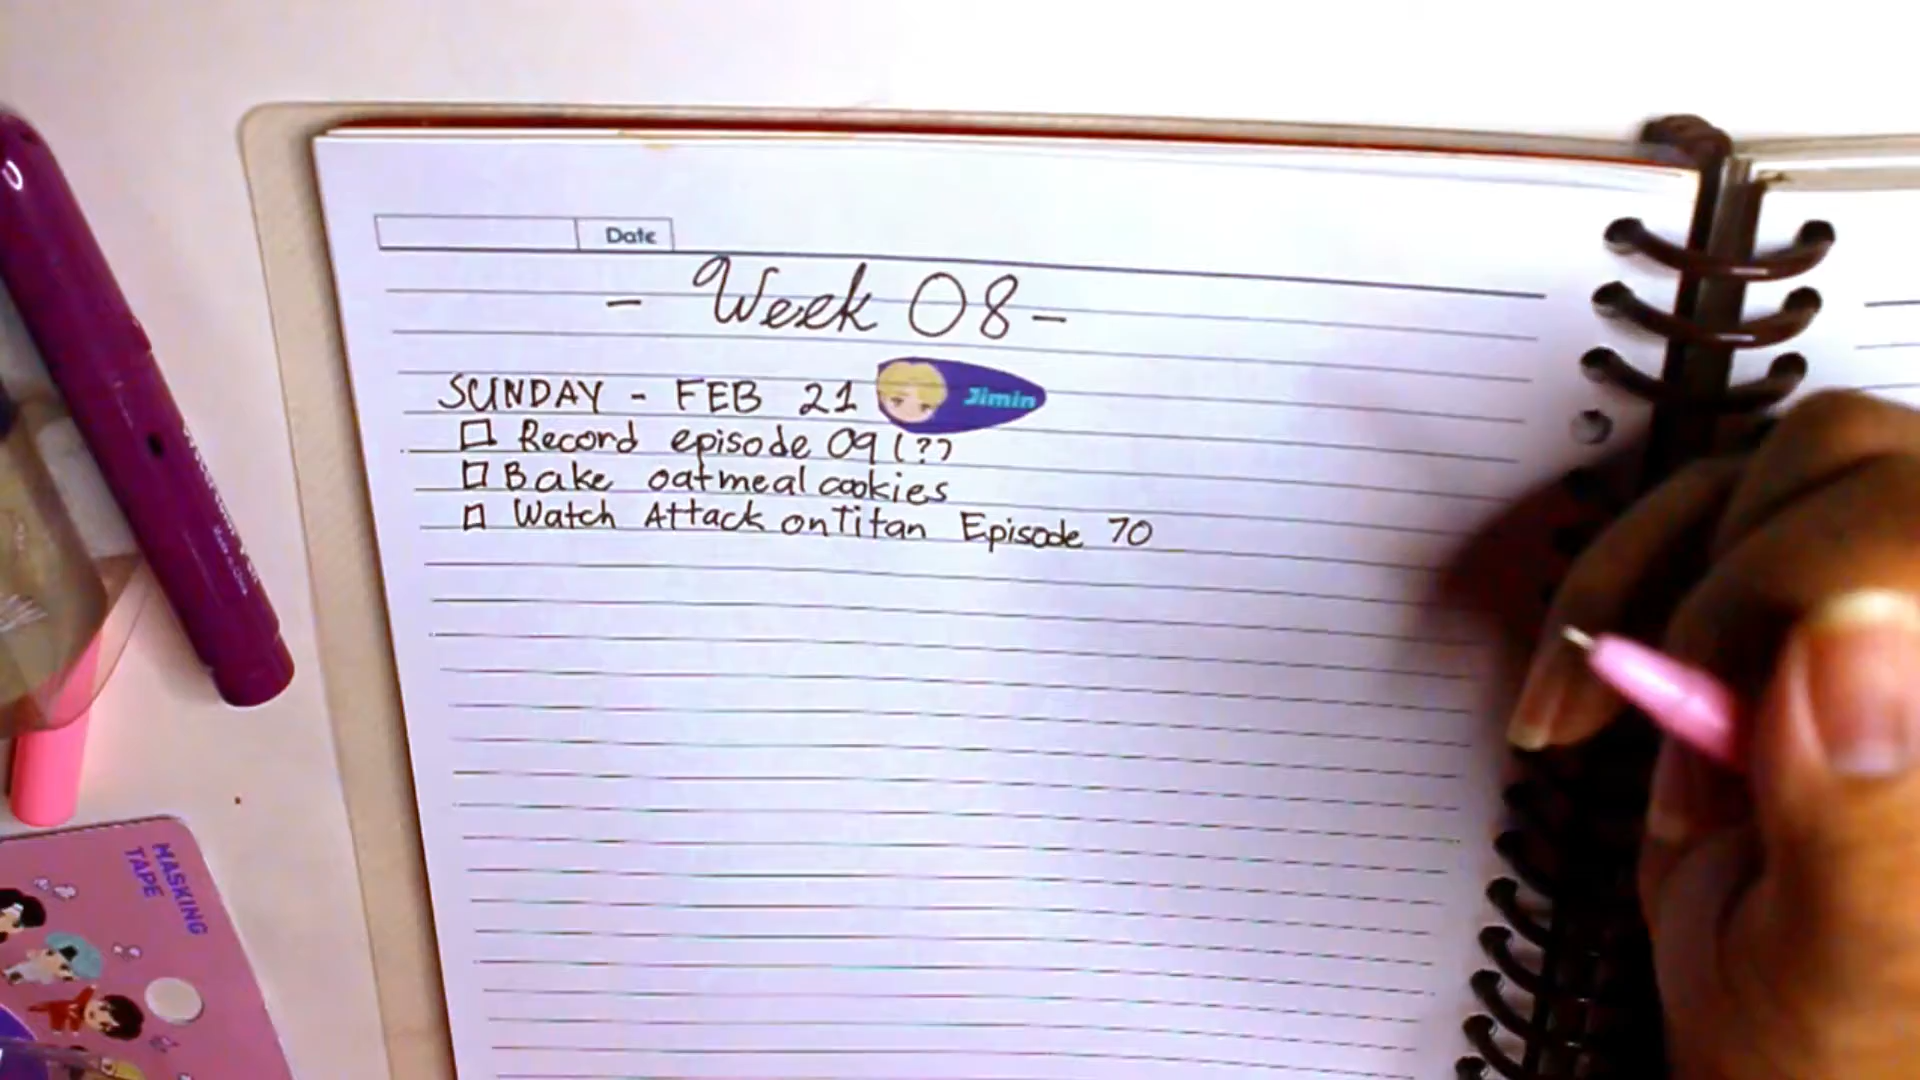 Date
- Week 08 -
SUNDAY - FEB 21
Jimin
□ Record episode 09 (??)
□ Bake oatmeal cookies
□ Watch Attack on Titan Episode 70
MASKING
TAPE